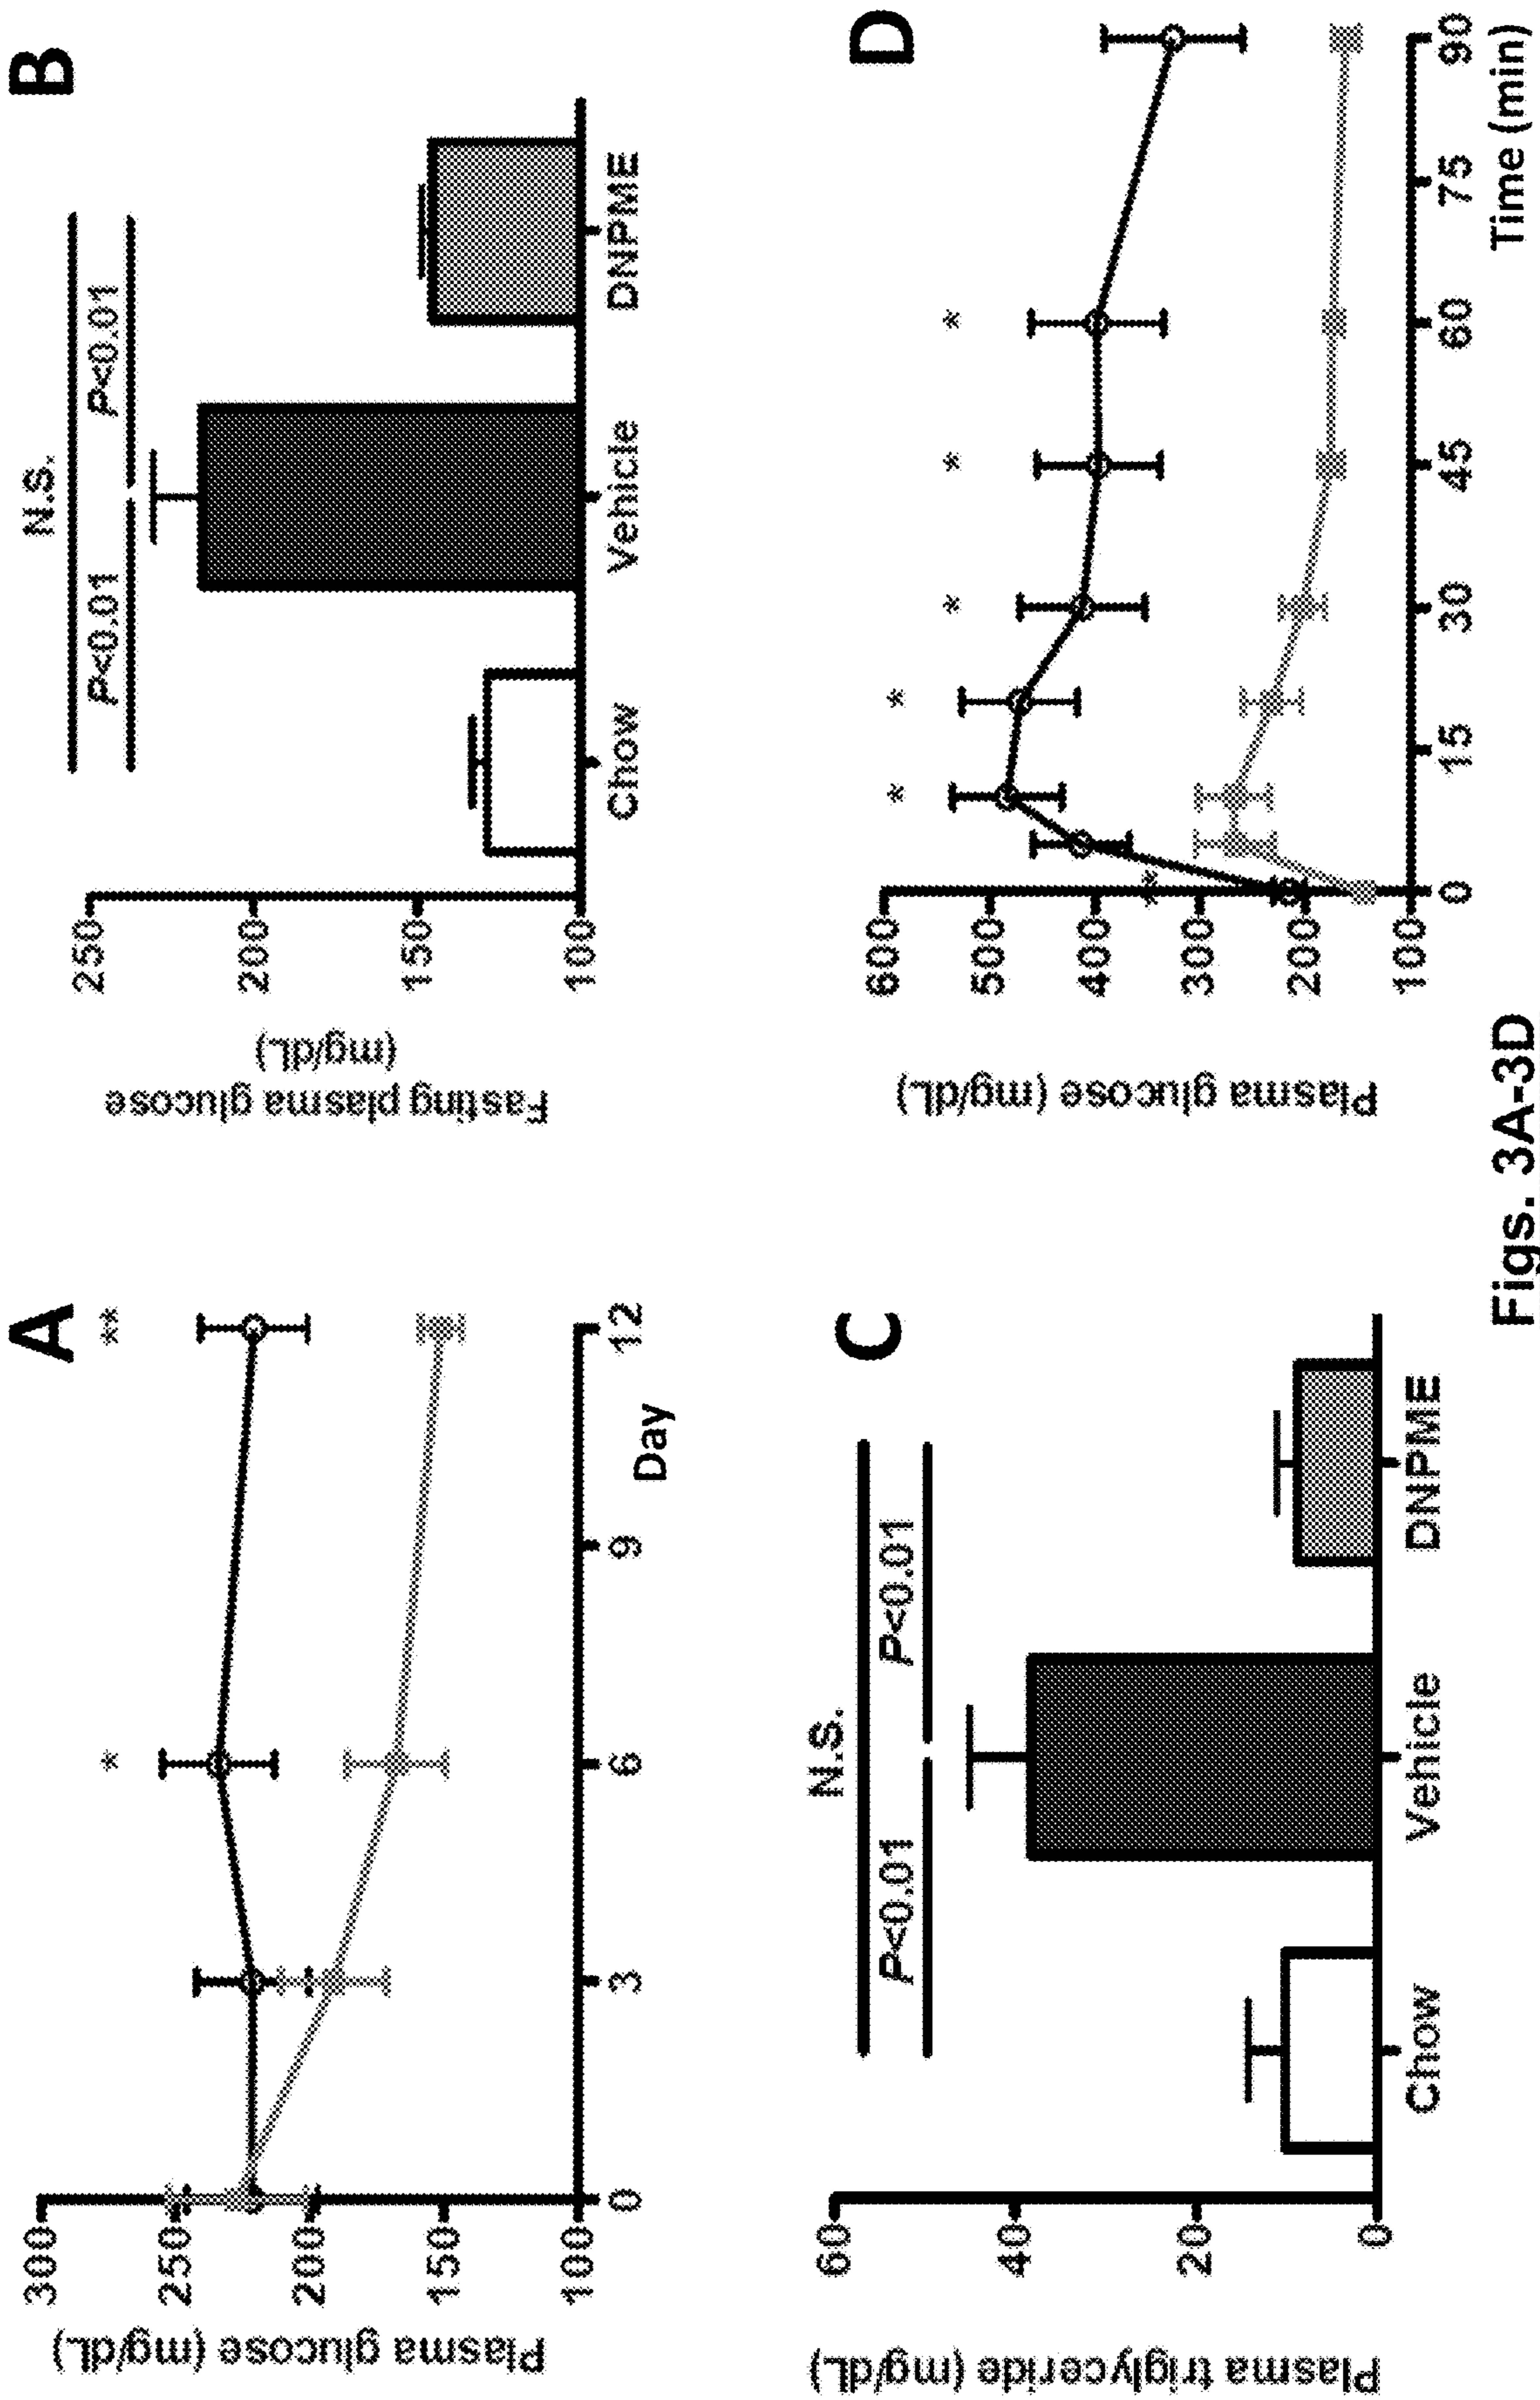 A
Plasma glucose (mg/dL)
300
250
200
150
100
* **
0 3 6 9 12
Day
B
Fasting plasma glucose
(mg/dL)
250
200
150
100
N.S.
P<0.01 P<0.01
Chow Vehicle DNPME
C
Plasma triglyceride (mg/dL)
60
40
20
0
N.S.
P<0.01 P<0.01
Chow Vehicle DNPME
D
Plasma glucose (mg/dL)
600
500
400
300
200
100
* * * * * *
0 15 30 45 60 75 90
Time (min)
Figs. 3A-3D